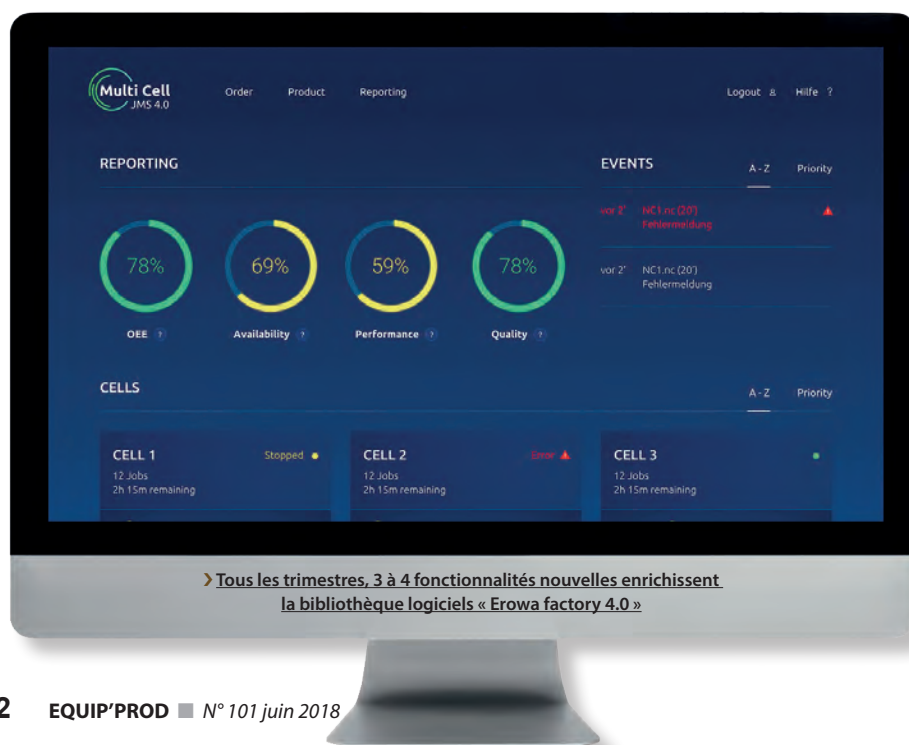 Multi Cell
JMS 4.0
Order Product Reporting Logout Hilfe ?
REPORTING
EVENTS A - Z Priority
vor 2' NC1.nc (20')
Fehlermeldung
78% 69% 59% 78%
vor 2' NC1.nc (20')
Fehlermeldung
OEE ? Availability ? Performance ? Quality ?
CELLS A - Z Priority
CELL 1 Stopped
12 Jobs
2h 15m remaining
CELL 2 Error
12 Jobs
2h 15m remaining
CELL 3
12 Jobs
2h 15m remaining
› Tous les trimestres, 3 à 4 fonctionnalités nouvelles enrichissent
la bibliothèque logiciels « Erowa factory 4.0 »
2 EQUIP'PROD ■ N° 101 juin 2018